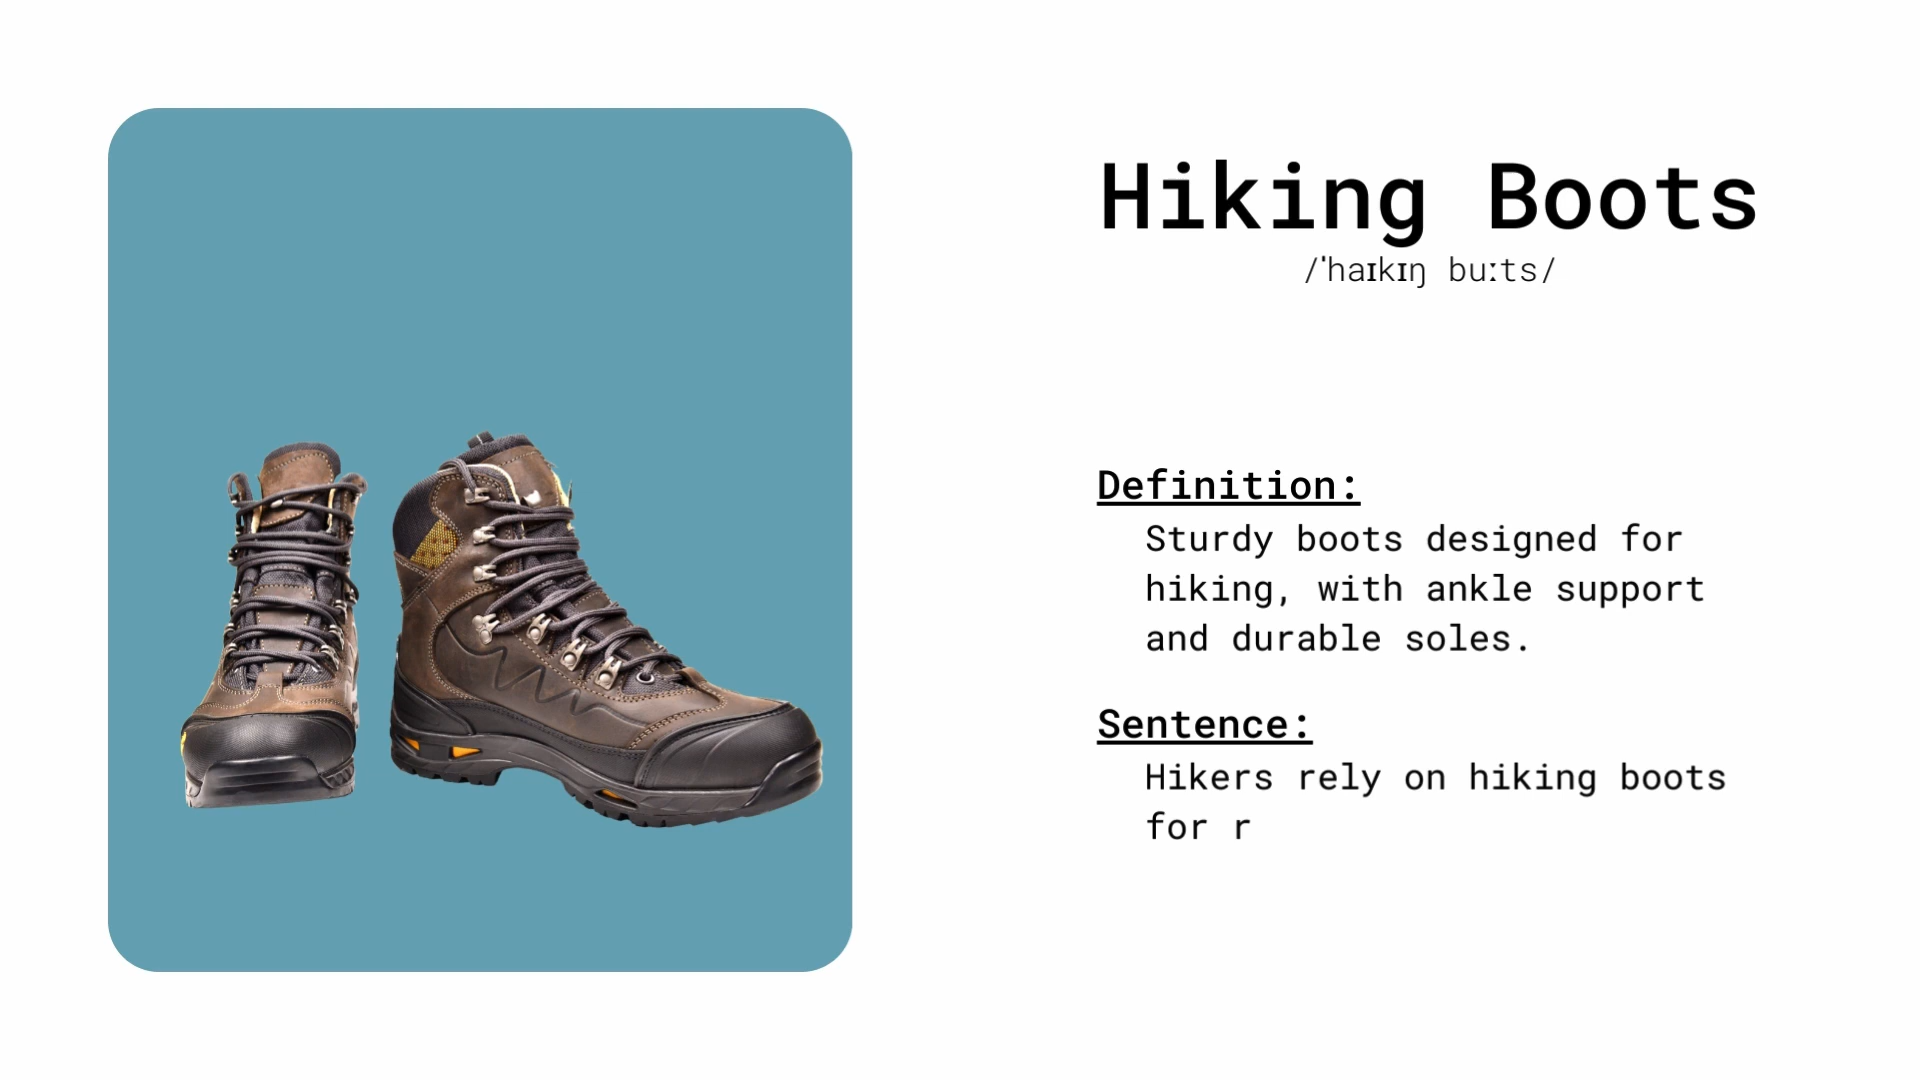 Hiking Boots
/ˈhaɪkɪŋ buːts/
Definition:
Sturdy boots designed for
hiking, with ankle support
and durable soles.
Sentence:
Hikers rely on hiking boots
for r